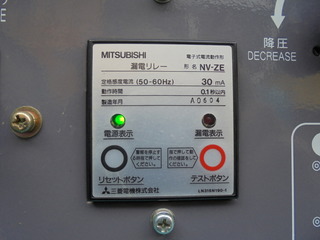 降圧
DECREASE
MITSUBISHI
電子式電流動作形
漏電リレー
形名 NV-ZE
定格感度電流 (50-60Hz) 30 mA
動作時間 0.1秒以内
製造年月 A0604
電源表示 漏電表示
リセットボタン テストボタン
三菱電機株式会社